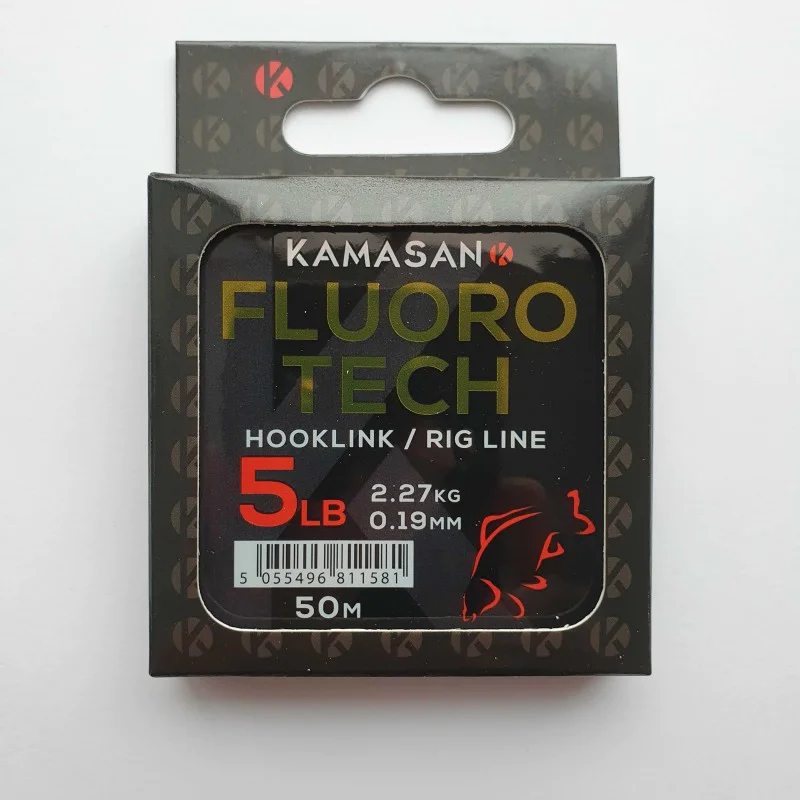 KAMASAN K
FLUORO
TECH
HOOKLINK / RIG LINE
5LB
2.27KG
0.19MM
5 055496 811581
50M